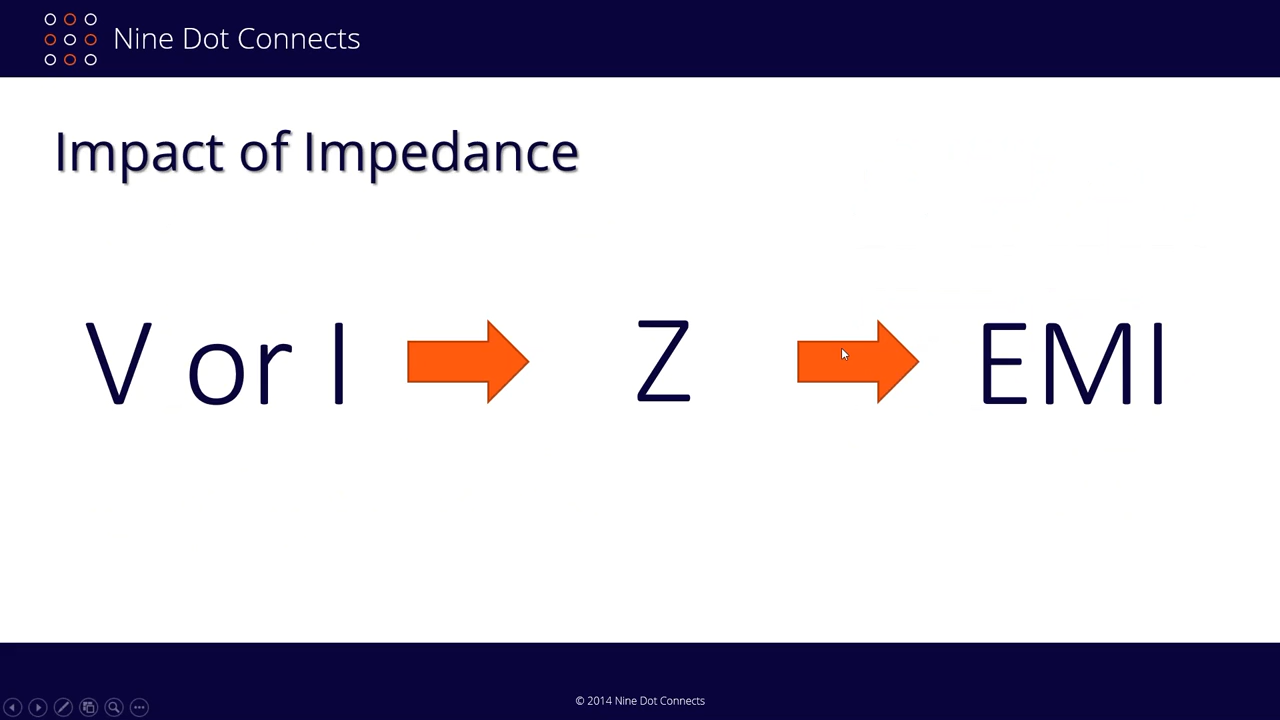 Nine Dot Connects
Impact of Impedance
V or I Z EMI
© 2014 Nine Dot Connects